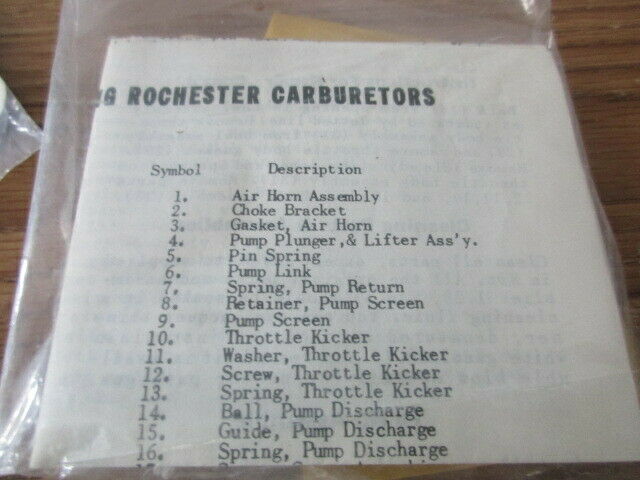 G ROCHESTER CARBURETORS
Symbol Description
1. Air Horn Assembly
2. Choke Bracket
3. Gasket, Air Horn
4. Pump Plunger,& Lifter Ass'y.
5. Pin Spring
6. Pump Link
7. Spring, Pump Return
8. Retainer, Pump Screen
9. Pump Screen
10. Throttle Kicker
11. Washer, Throttle Kicker
12. Screw, Throttle Kicker
13. Spring, Throttle Kicker
14. Ball, Pump Discharge
15. Guide, Pump Discharge
16. Spring, Pump Discharge